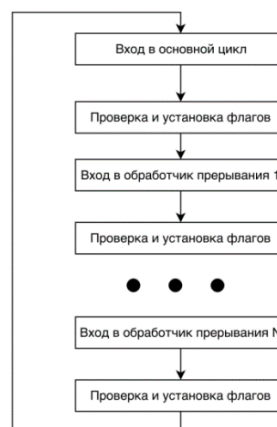 Вход в основной цикл
Проверка и установка флагов
Вход в обработчик прерывания 1
Проверка и установка флагов
Вход в обработчик прерывания N
Проверка и установка флагов